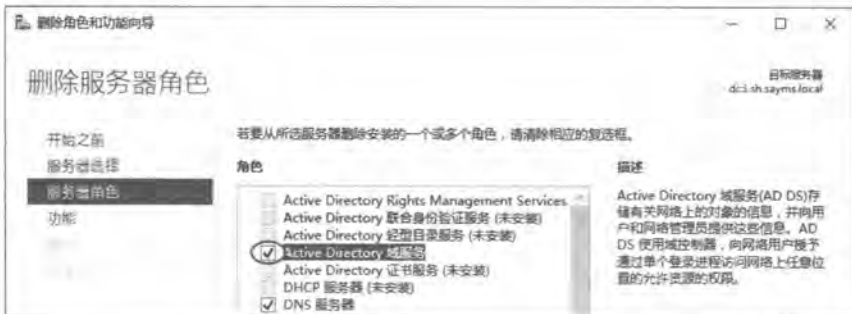 删除角色和功能向导
删除服务器角色
目标服务器
dc3.sh.sayms.local
开始之前
服务器选择
服务器角色
功能
若要从所选服务器删除安装的一个或多个角色，请清除相应的复选框。
角色
Active Directory Rights Management Services
Active Directory 联合身份验证服务 (未安装)
Active Directory 轻型目录服务 (未安装)
Active Directory 域服务
Active Directory 证书服务 (未安装)
DHCP 服务器 (未安装)
DNS 服务器
描述
Active Directory 域服务(AD DS)存
储有关网络上的对象的信息，并向用
户和网络管理员提供这些信息。AD
DS 使用域控制器，向网络用户授予
通过单个登录进程访问网络上任意位
置的允许资源的权限。